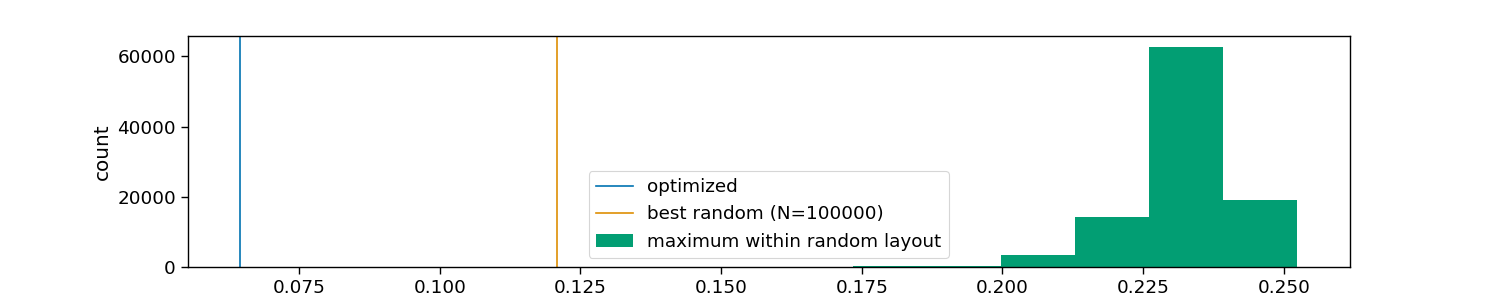 60000
40000
20000
0
count
optimized
best random (N=100000)
maximum within random layout
0.075 0.100 0.125 0.150 0.175 0.200 0.225 0.250